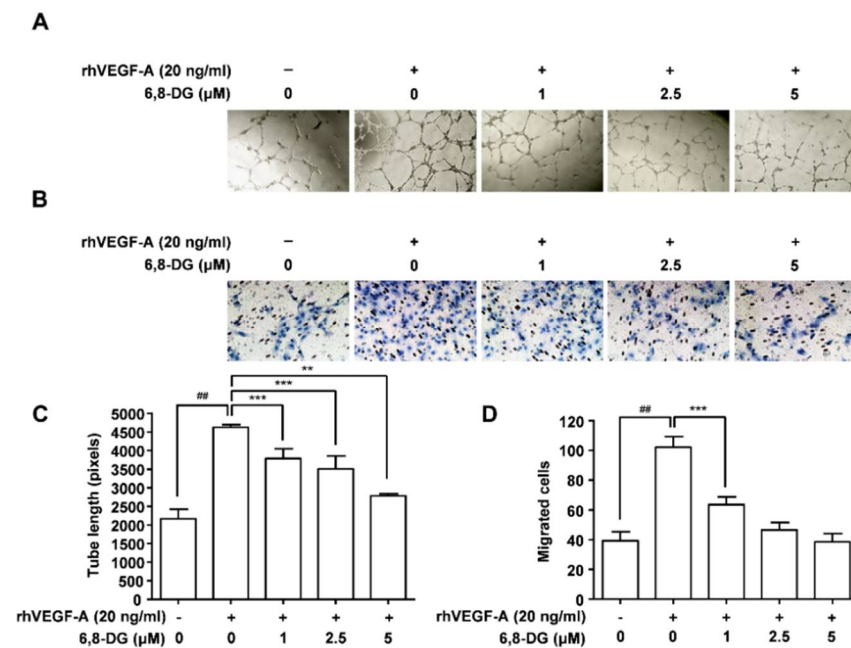 A
rhVEGF-A (20 ng/ml) − + + + +
6,8-DG (μM) 0 0 1 2.5 5
B
rhVEGF-A (20 ng/ml) − + + + +
6,8-DG (μM) 0 0 1 2.5 5
C
**
***
## ***
Tube length (pixels)
5000
4500
4000
3500
3000
2500
2000
1500
1000
500
0
rhVEGF-A (20 ng/ml) - + + + +
6,8-DG (μM) 0 0 1 2.5 5
D
## ***
Migrated cells
120
100
80
60
40
20
0
rhVEGF-A (20 ng/ml) - + + + +
6,8-DG (μM) 0 0 1 2.5 5